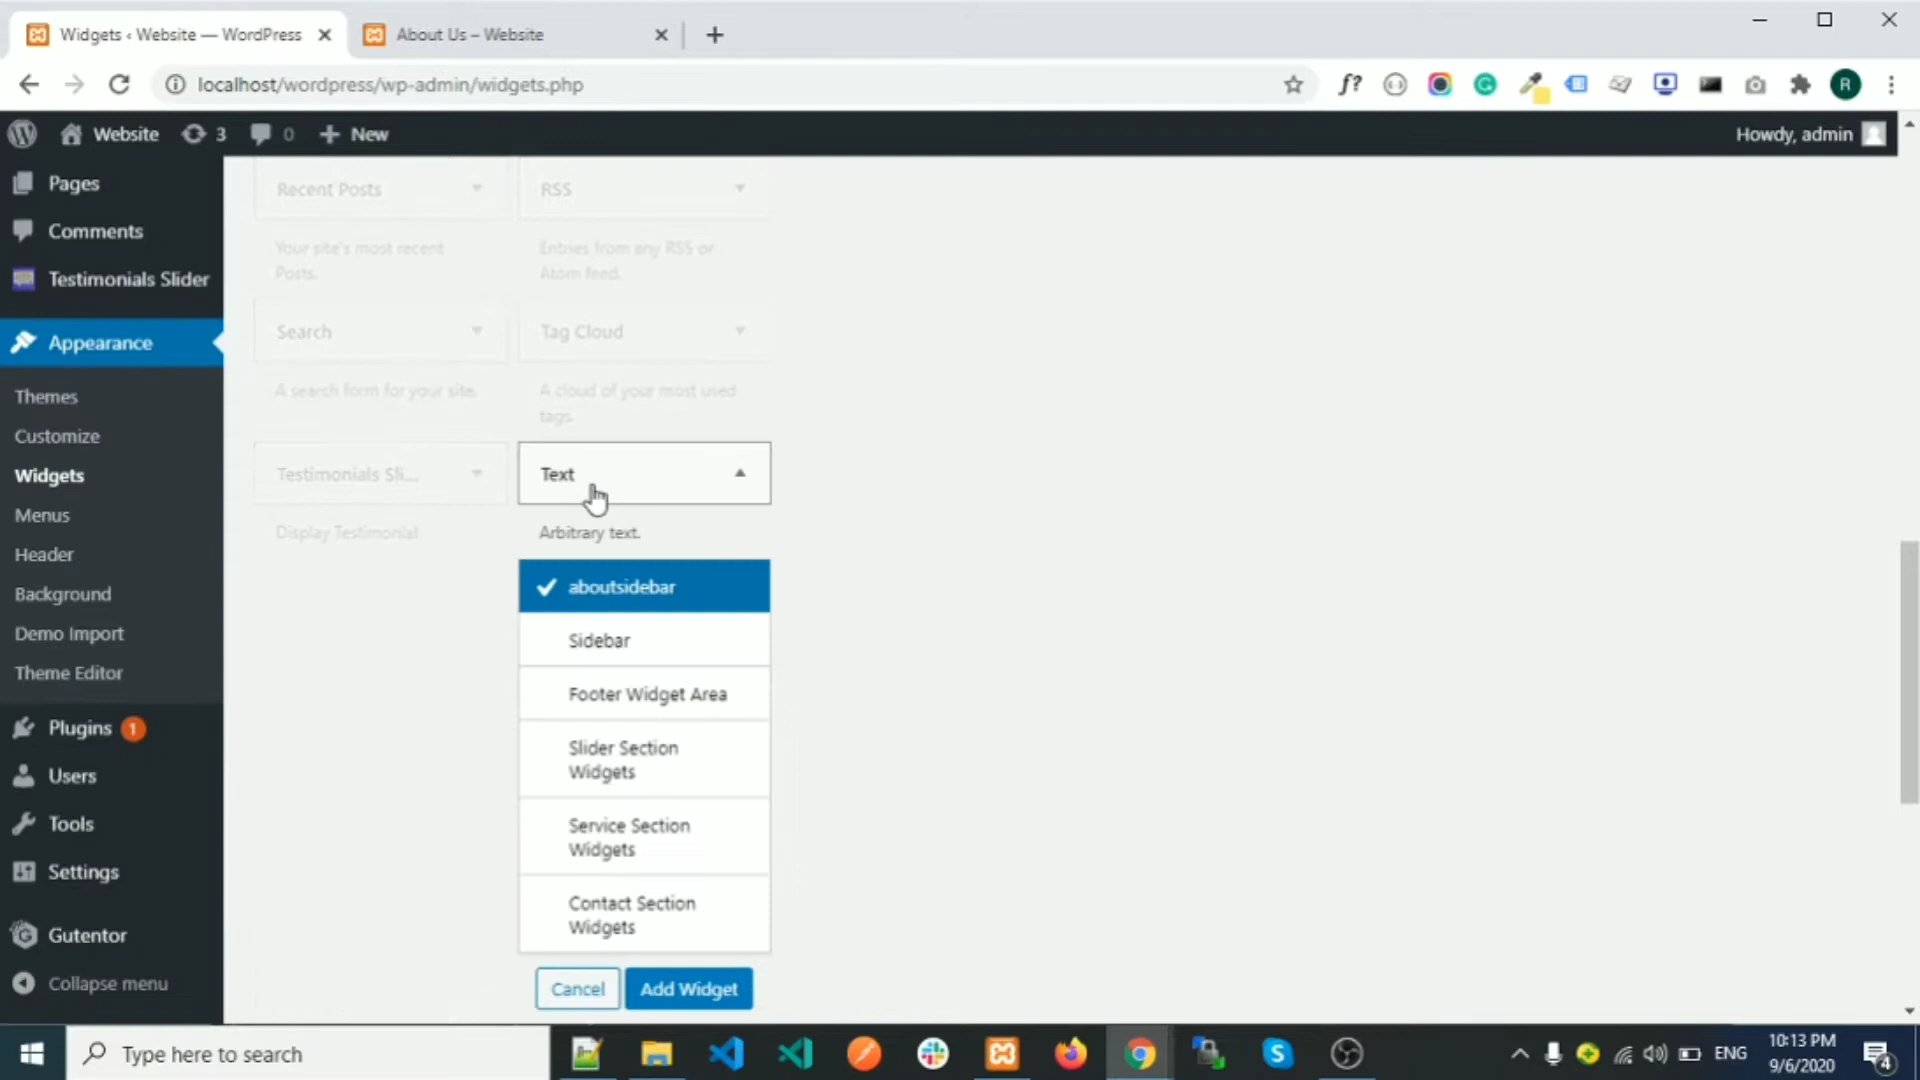 Widgets ‹ Website — WordPress
About Us – Website
localhost/wordpress/wp-admin/widgets.php
f?
R
Website
3
0
New
Howdy, admin
Pages
Comments
Testimonials Slider
Appearance
Themes
Customize
Widgets
Menus
Header
Background
Demo Import
Theme Editor
Plugins 1
Users
Tools
Settings
Gutentor
Collapse menu
Recent Posts
Your site's most recent
Posts.
RSS
Entries from any RSS or
Atom feed.
Search
A search form for your site.
Tag Cloud
A cloud of your most used
tags.
Testimonials Sli...
Display Testimonial
Text
Arbitrary text.
aboutsidebar
Sidebar
Footer Widget Area
Slider Section
Widgets
Service Section
Widgets
Contact Section
Widgets
Cancel
Add Widget
Type here to search
ENG
10:13 PM
9/6/2020
4